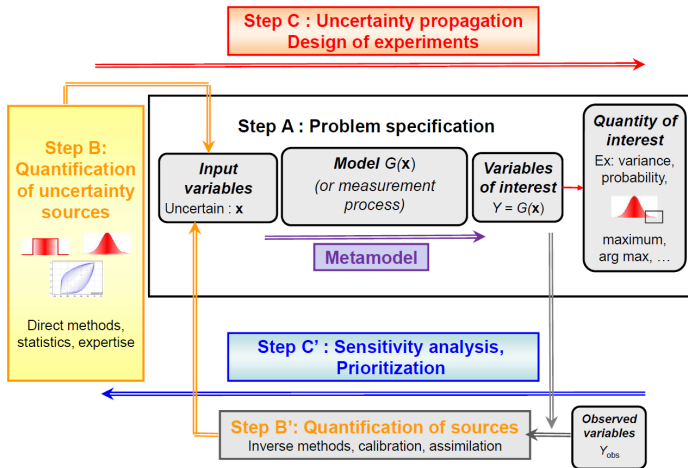 Step C : Uncertainty propagation
Design of experiments
Step B:
Quantification
of uncertainty
sources
Direct methods,
statistics, expertise
Step A : Problem specification
Input
variables
Uncertain : x
Model G(x)
(or measurement
process)
Variables
of interest
Y = G(x)
Quantity of
interest
Ex: variance,
probability,
maximum,
arg max, …
Metamodel
Step C’ : Sensitivity analysis,
Prioritization
Step B’: Quantification of sources
Inverse methods, calibration, assimilation
Observed
variables
Yobs